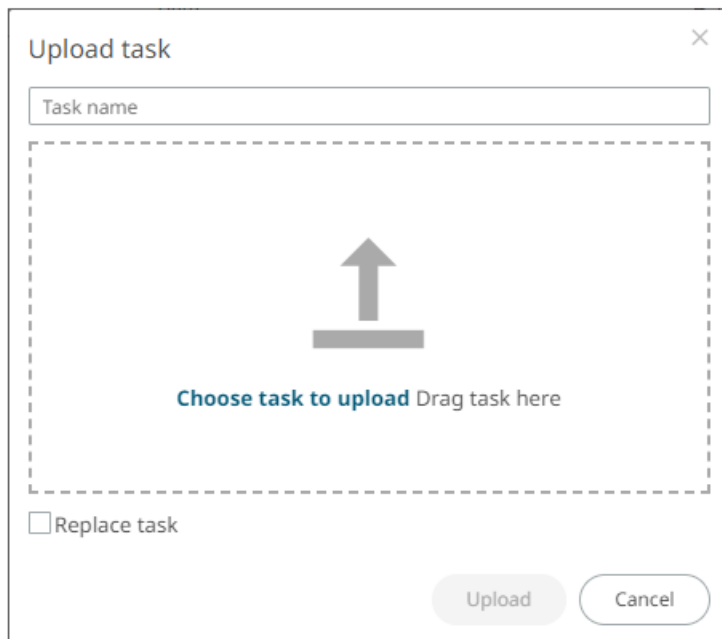 Upload task
Task name
Choose task to upload Drag task here
Replace task
Upload Cancel